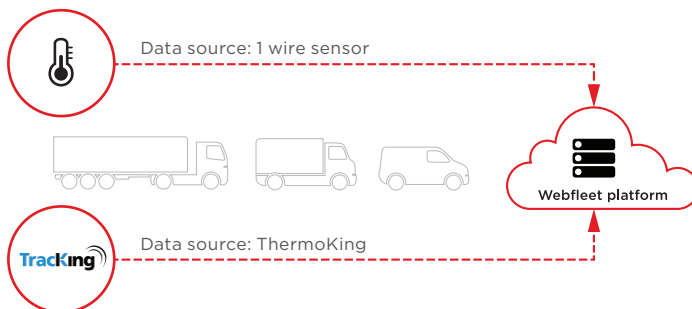 Data source: 1 wire sensor
Webfleet platform
Data source: ThermoKing
TracKing